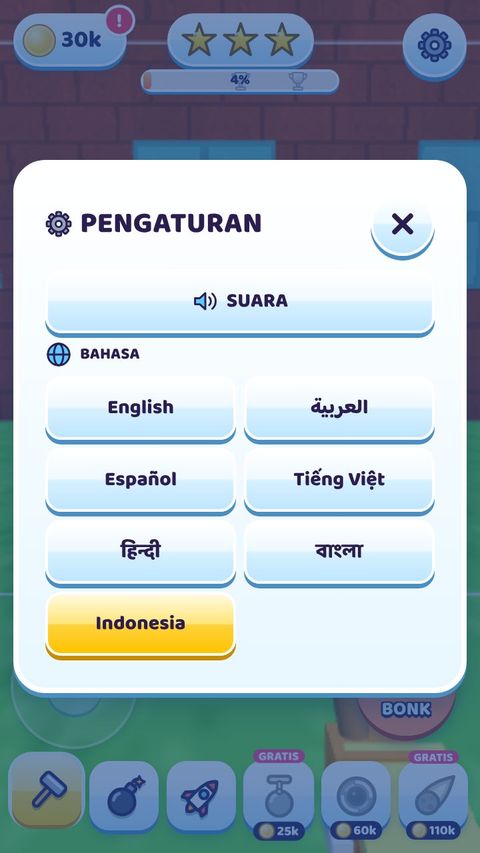 30k
!
4%
PENGATURAN
SUARA
BAHASA
English
العربية
Español
Tiếng Việt
हिन्दी
বাংলা
Indonesia
BONK
GRATIS
GRATIS
25k
60k
110k